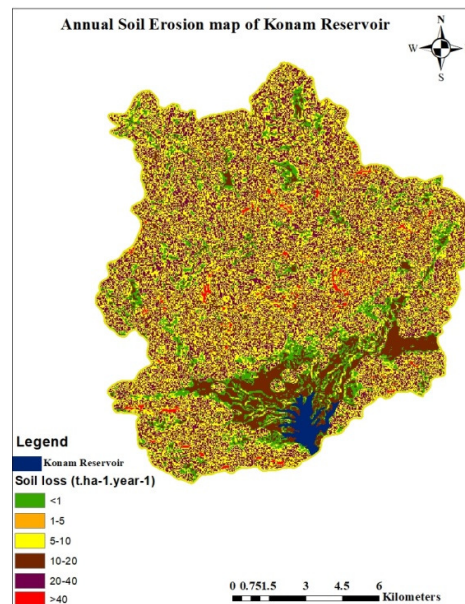 Annual Soil Erosion map of Konam Reservoir
N
W
E
S
Legend
Konam Reservoir
Soil loss (t.ha-1.year-1)
<1
1-5
5-10
10-20
20-40
>40
0 0.751.5 3 4.5 6
Kilometers